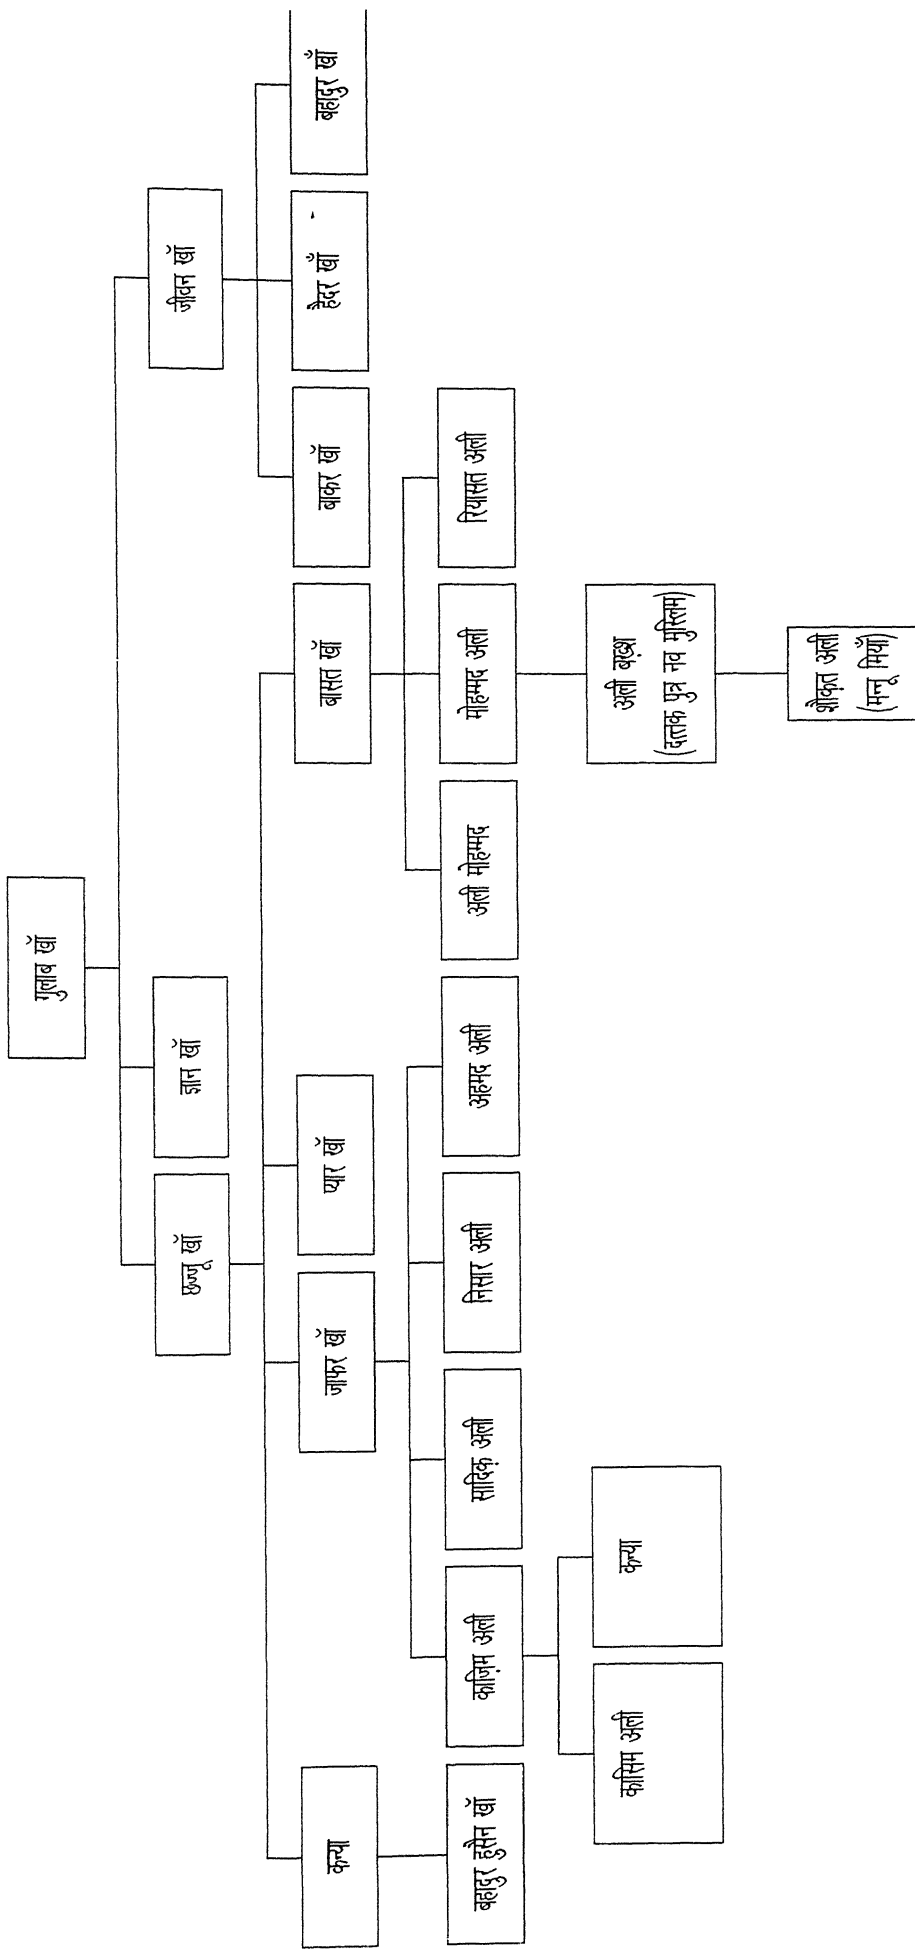 गुलाब खाँ
छज्जू खाँ
ज्ञान खाँ
जीवन खाँ
कन्या
जाफर खाँ
प्यार खाँ
बासत खाँ
बाकर खाँ
हैदर खाँ
बहादुर खाँ
बहादुर हुसैन खाँ
काज़िम अली
सादिक़ अली
निसार अली
अहमद अली
अली मोहम्मद
मोहम्मद अली
रियासत अली
कासिम अली
कन्या
अली बख़्श
(दत्तक पुत्र नव मुस्लिम)
शौक़त अली
(मन्नू मियाँ)